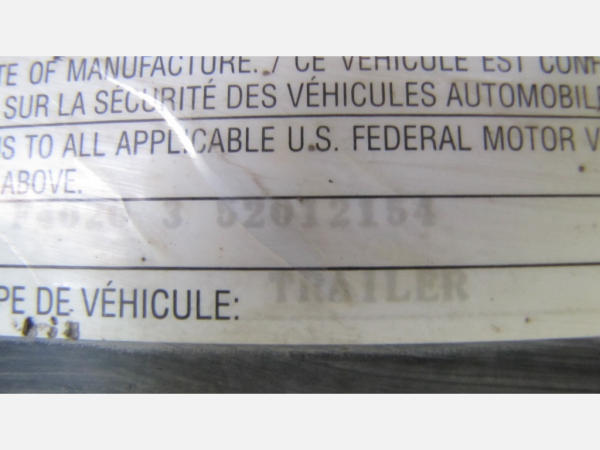 TE OF MANUFACTURE. / CE VÉHICULE EST CONF
SUR LA SÉCURITÉ DES VÉHICULES AUTOMOBIL
S TO ALL APPLICABLE U.S. FEDERAL MOTOR V
ABOVE.
3 52012154
PE DE VÉHICULE: TRAILER